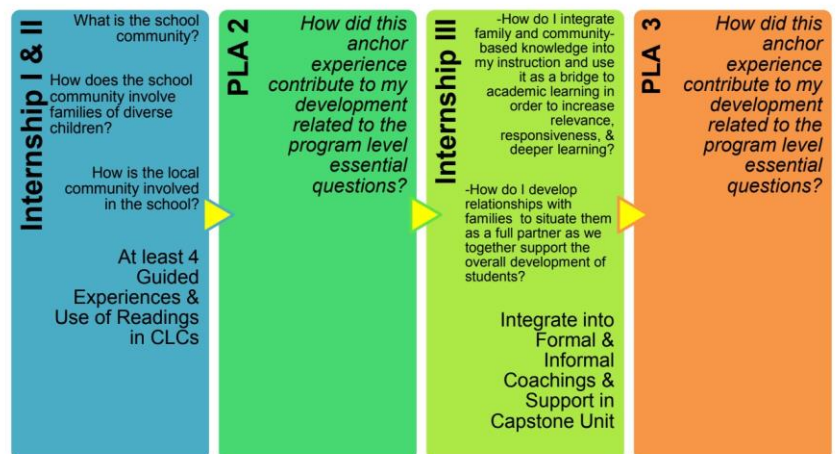 Internship I & II
What is the school
community?
How does the school
community involve
families of diverse
children?
How is the local
community involved
in the school?
At least 4
Guided
Experiences &
Use of Readings
in CLCs
PLA 2
How did this
anchor
experience
contribute to my
development
related to the
program level
essential
questions?
Internship III
-How do I integrate
family and community-
based knowledge into
my instruction and use
it as a bridge to
academic learning in
order to increase
relevance,
responsiveness, &
deeper learning?
-How do I develop
relationships with
families to situate them
as a full partner as we
together support the
overall development of
students?
Integrate into
Formal &
Informal
Coachings &
Support in
Capstone Unit
PLA 3
How did this
anchor
experience
contribute to my
development
related to the
program level
essential
questions?